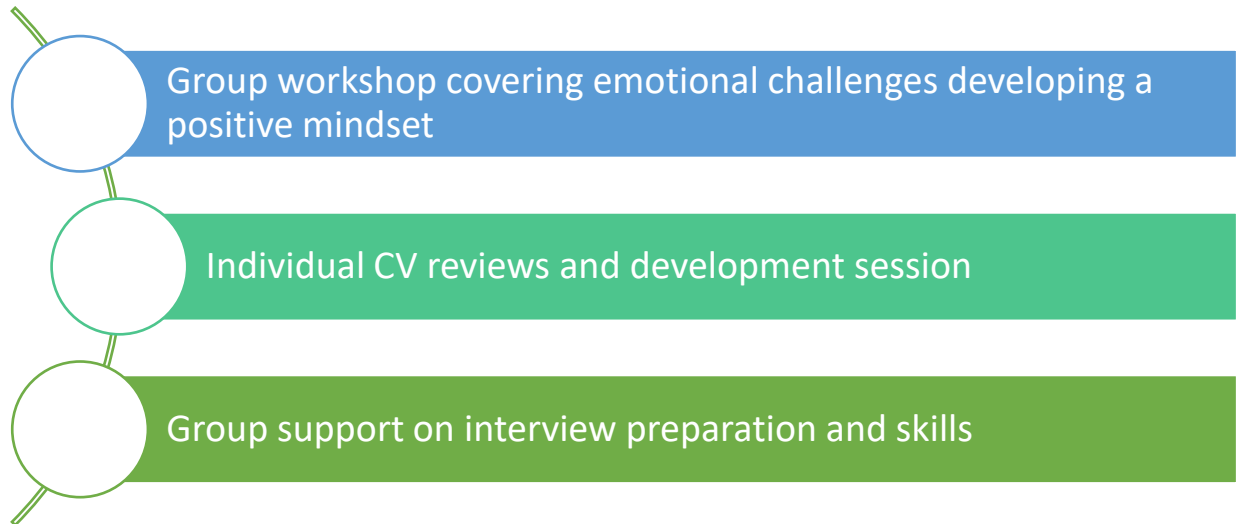 Group workshop covering emotional challenges developing a
positive mindset
Individual CV reviews and development session
Group support on interview preparation and skills